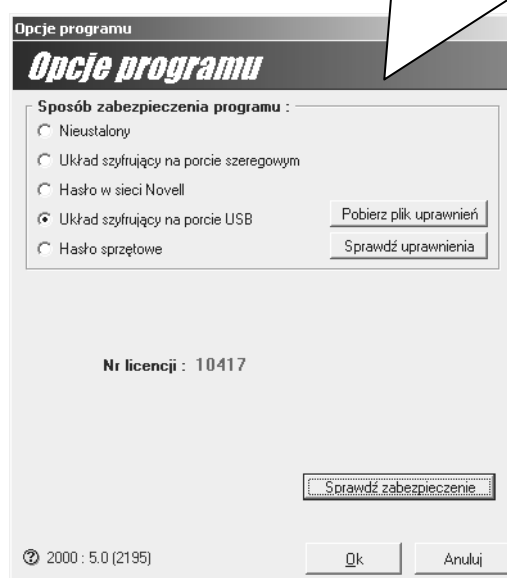 Opcje programu
Opcje programu
Sposób zabezpieczenia programu :
Nieustalony
Układ szyfrujący na porcie szeregowym
Hasło w sieci Novell
Układ szyfrujący na porcie USB
Pobierz plik uprawnień
Hasło sprzętowe
Sprawdź uprawnienia
Nr licencji : 10417
Sprawdź zabezpieczenie
2000 : 5.0 (2195)
Ok
Anuluj